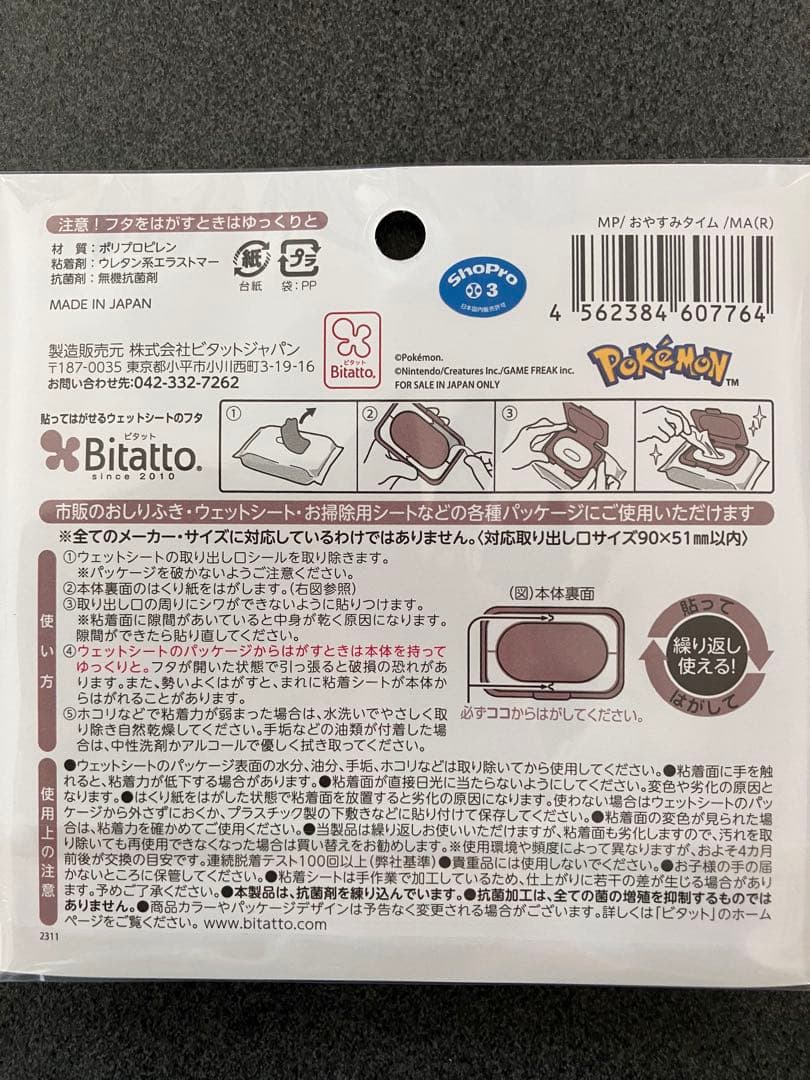 注意！フタをはがすときはゆっくりと
材 質：ポリプロピレン
粘着剤：ウレタン系エラストマー
抗菌剤：無機抗菌剤
MADE IN JAPAN
紙
台紙
プラ
袋：PP
ShoPro
3
日本国内販売許可
MP/ おやすみタイム /MA(R)
4 562384 607764
製造販売元 株式会社ビタットジャパン
〒187-0035 東京都小平市小川西町3-19-16
お問い合わせ先:042-332-7262
ビタット
Bitatto.
©Pokémon.
©Nintendo/Creatures Inc./GAME FREAK inc.
FOR SALE IN JAPAN ONLY
POKéMON™
貼ってはがせるウェットシートのフタ
ビタット
Bitatto.
since 2010
①
②
③
④
市販のおしりふき・ウェットシート・お掃除用シートなどの各種パッケージにご使用いただけます
※全てのメーカー・サイズに対応しているわけではありません。〈対応取り出し口サイズ90×51㎜以内〉
使い方
①ウェットシートの取り出し口シールを取り除きます。
※パッケージを破かないようご注意ください。
②本体裏面のはくり紙をはがします。（右図参照）
③取り出し口の周りにシワができないように貼りつけます。
※粘着面に隙間があいていると中身が乾く原因になります。
隙間ができたら貼り直してください。
④ウェットシートのパッケージからはがすときは本体を持って
ゆっくりと。フタが開いた状態で引っ張ると破損の恐れがあ
ります。また、勢いよくはがすと、まれに粘着シートが本体か
らはがれることがあります。
⑤ホコリなどで粘着力が弱まった場合は、水洗いでやさしく取
り除き自然乾燥してください。手垢などの油類が付着した場
合は、中性洗剤かアルコールで優しく拭き取ってください。
（図）本体裏面
必ずココからはがしてください。
貼って
繰り返し
使える！
はがして
使用上の注意
●ウェットシートのパッケージ表面の水分、油分、手垢、ホコリなどは取り除いてから使用してください。●粘着面に手を触
れると、粘着力が低下する場合があります。●粘着面が直接日光に当たらないようにしてください。変色や劣化の原因と
なります。●はくり紙をはがした状態で粘着面を放置すると劣化の原因になります。使わない場合はウェットシートのパッ
ケージから外さずにおくか、プラスチック製の下敷きなどに貼り付けて保存してください。●粘着面の変色が見られた場
合は、粘着力を確かめてご使用ください。●当製品は繰り返しお使いいただけますが、粘着面も劣化しますので、汚れを取
り除いても再使用できなくなった場合は買い替えをお勧めします。※使用環境や頻度によって異なりますが、およそ4カ月
前後が交換の目安です。連続脱着テスト100回以上（弊社基準）●貴重品には使用しないでください。●お子様の手の届
かないところに保管してください。●粘着シートは手作業で加工しているため、仕上がりに若干の差が生じる場合があり
ます。予めご了承ください。●本製品は、抗菌剤を練り込んでいます。●抗菌加工は、全ての菌の増殖を抑制するものでは
ありません。●商品カラーやパッケージデザインは予告なく変更される場合がございます。詳しくは「ビタット」のホーム
ページをご覧ください。www.bitatto.com
2311